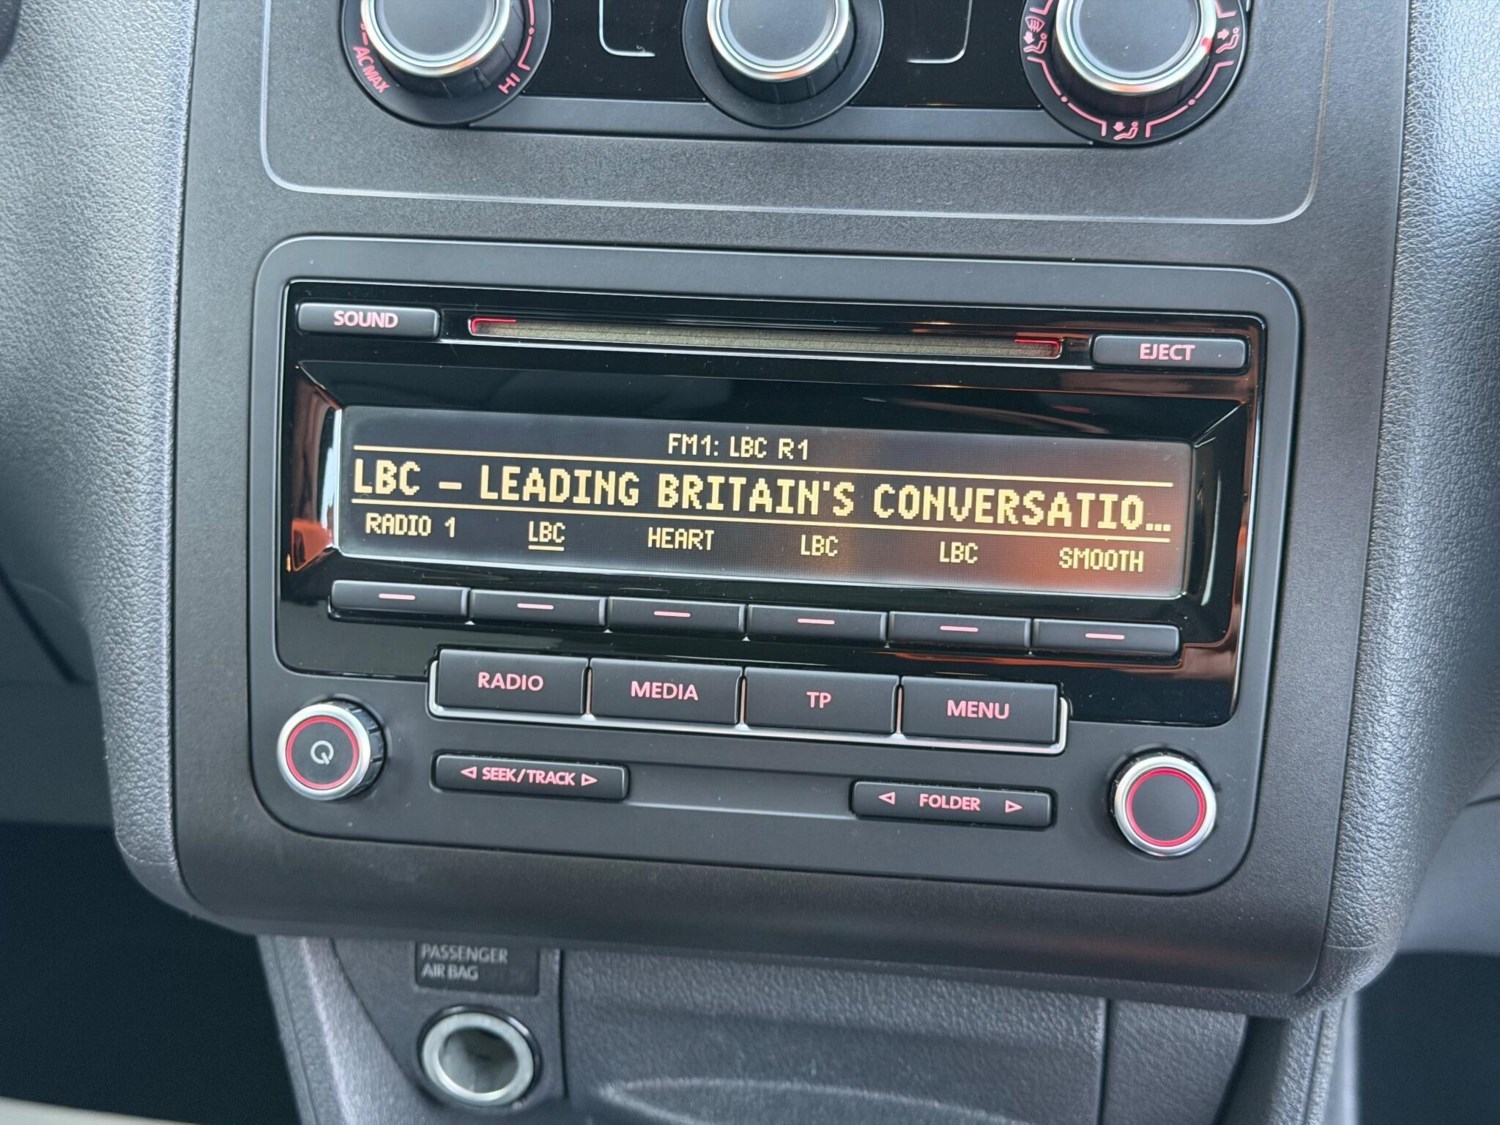 AC MAX
HI
SOUND
EJECT
FM1: LBC R1
LBC - LEADING BRITAIN'S CONVERSATIO...
RADIO 1 LBC HEART LBC LBC SMOOTH
RADIO MEDIA TP MENU
SEEK/TRACK
FOLDER
PASSENGER
AIR BAG